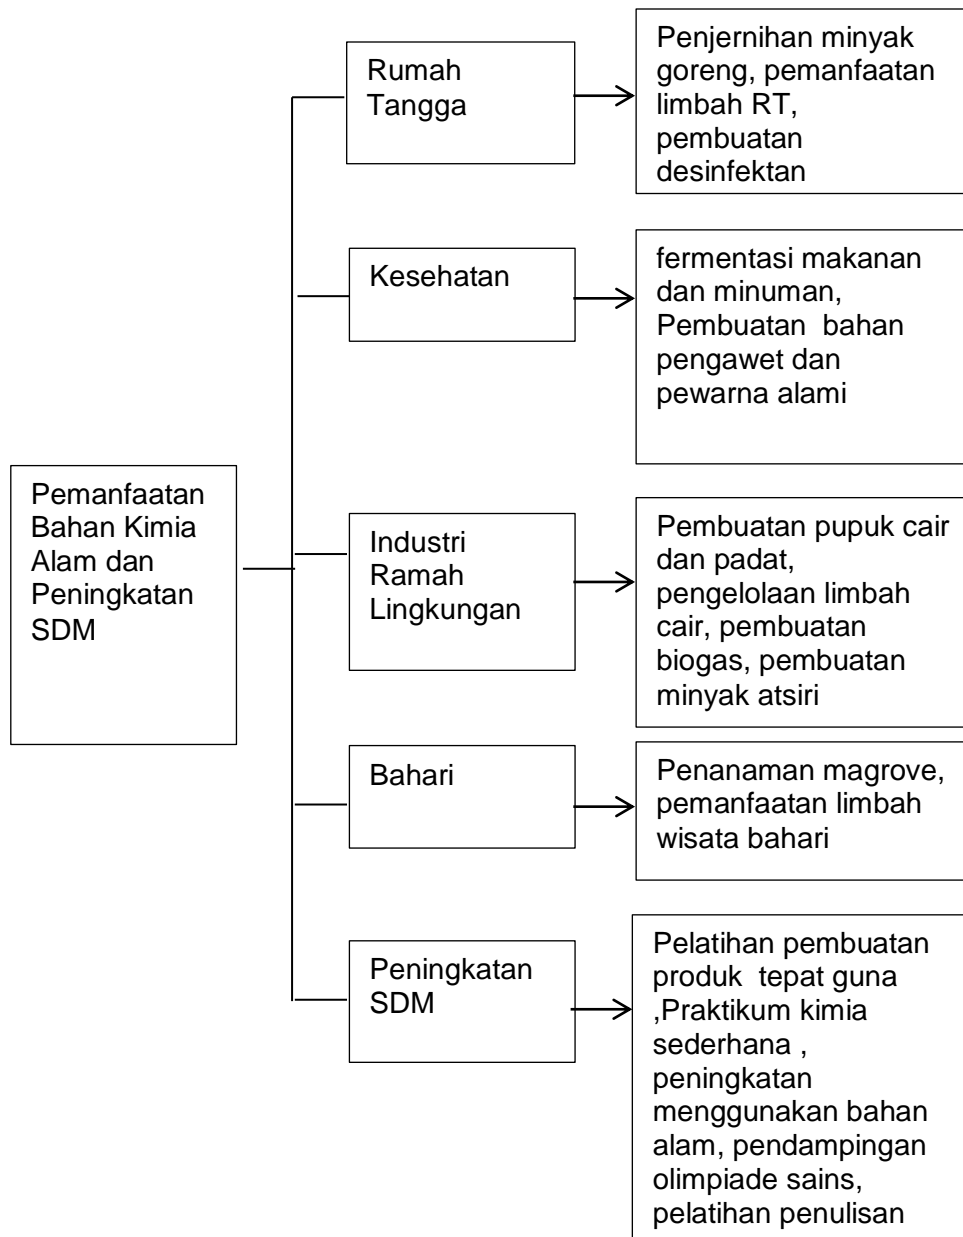 Rumah
Tangga
Penjernihan minyak
goreng, pemanfaatan
limbah RT,
pembuatan
desinfektan
Kesehatan
fermentasi makanan
dan minuman,
Pembuatan  bahan
pengawet dan
pewarna alami
Pemanfaatan
Bahan Kimia
Alam dan
Peningkatan
SDM
Industri
Ramah
Lingkungan
Pembuatan pupuk cair
dan padat,
pengelolaan limbah
cair, pembuatan
biogas, pembuatan
minyak atsiri
Bahari
Penanaman magrove,
pemanfaatan limbah
wisata bahari
Peningkatan
SDM
Pelatihan pembuatan
produk  tepat guna
,Praktikum kimia
sederhana ,
peningkatan
menggunakan bahan
alam, pendampingan
olimpiade sains,
pelatihan penulisan